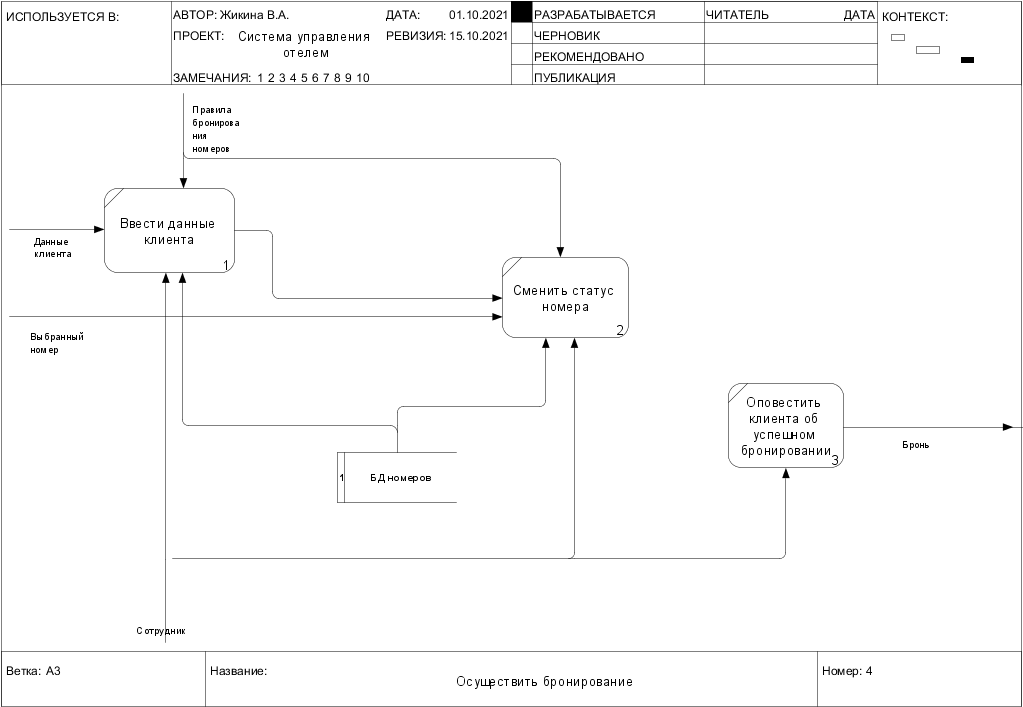 ИСПОЛЬЗУЕТСЯ В:
АВТОР: Жикина В.А.
ДАТА: 01.10.2021
ПРОЕКТ: Система управления
отелем
РЕВИЗИЯ: 15.10.2021
ЗАМЕЧАНИЯ: 1 2 3 4 5 6 7 8 9 10
РАЗРАБАТЫВАЕТСЯ
ЧЕРНОВИК
РЕКОМЕНДОВАНО
ПУБЛИКАЦИЯ
ЧИТАТЕЛЬ ДАТА
КОНТЕКСТ:
Правила
брониров­а
ния
номеров
Ввести данные
клиента
1
Данные
клиента
Сменить статус
номера
2
Выбранный
номер
Оповестить
клиента об
успешном
бронировании
3
Бронь
1 БД номеров
Сотрудник
Ветка: А3
Название:
Осуществить бронирование
Номер: 4